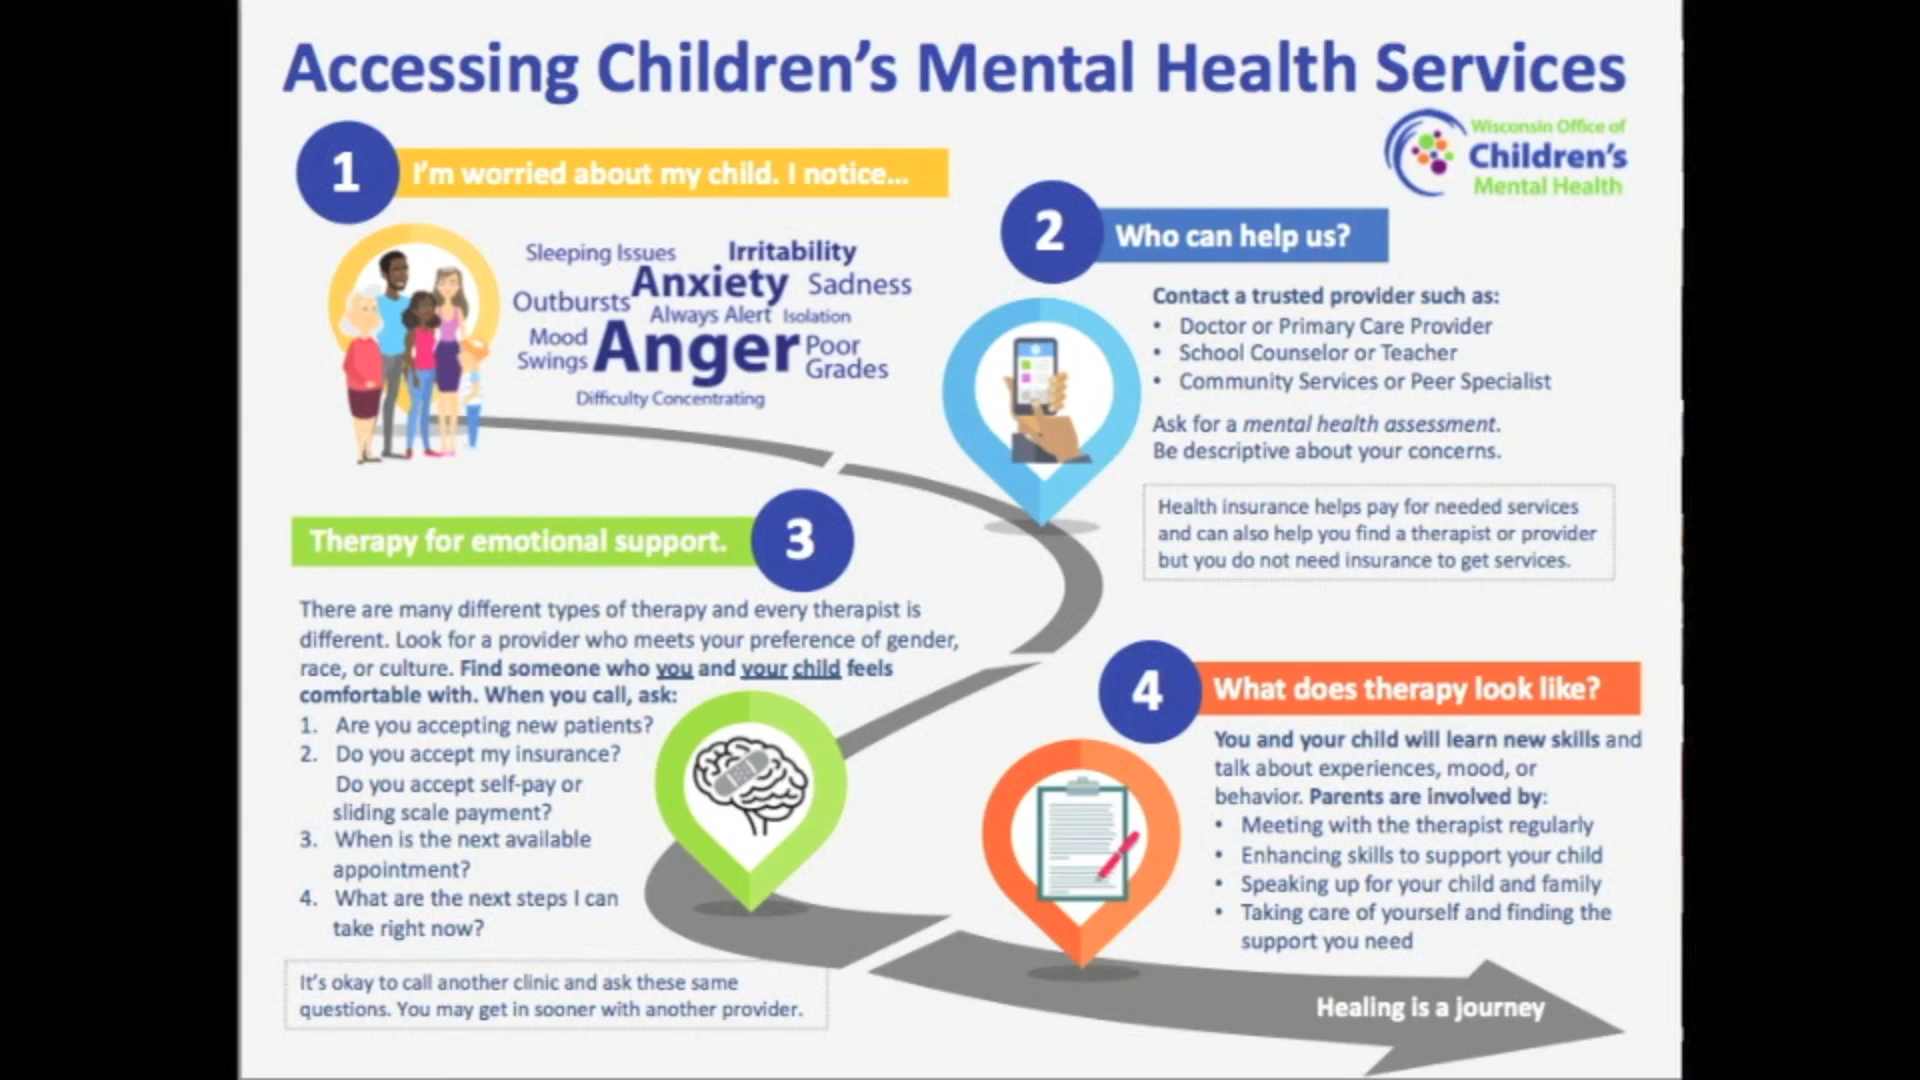 Accessing Children's Mental Health Services
Wisconsin Office of
Children's
Mental Health
1
I'm worried about my child. I notice...
Sleeping Issues
Irritability
Anxiety
Sadness
Outbursts
Always Alert
Isolation
Mood
Swings
Anger
Poor
Grades
Difficulty Concentrating
2
Who can help us?
Contact a trusted provider such as:
• Doctor or Primary Care Provider
• School Counselor or Teacher
• Community Services or Peer Specialist
Ask for a mental health assessment.
Be descriptive about your concerns.
Health insurance helps pay for needed services
and can also help you find a therapist or provider
but you do not need insurance to get services.
Therapy for emotional support.
3
There are many different types of therapy and every therapist is
different. Look for a provider who meets your preference of gender,
race, or culture. Find someone who you and your child feels
comfortable with. When you call, ask:
1. Are you accepting new patients?
2. Do you accept my insurance?
Do you accept self-pay or
sliding scale payment?
3. When is the next available
appointment?
4. What are the next steps I can
take right now?
It's okay to call another clinic and ask these same
questions. You may get in sooner with another provider.
4
What does therapy look like?
You and your child will learn new skills and
talk about experiences, mood, or
behavior. Parents are involved by:
• Meeting with the therapist regularly
• Enhancing skills to support your child
• Speaking up for your child and family
• Taking care of yourself and finding the
support you need
Healing is a journey